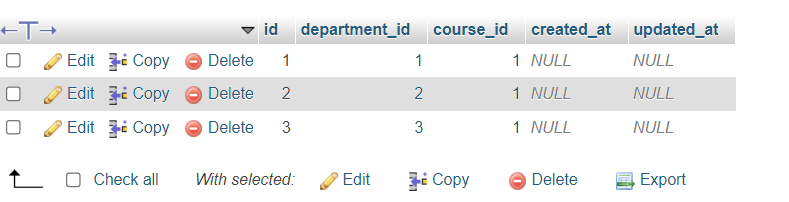 id department_id course_id created_at updated_at
Edit Copy Delete 1 1 1 NULL NULL
Edit Copy Delete 2 2 1 NULL NULL
Edit Copy Delete 3 3 1 NULL NULL
Check all With selected: Edit Copy Delete Export